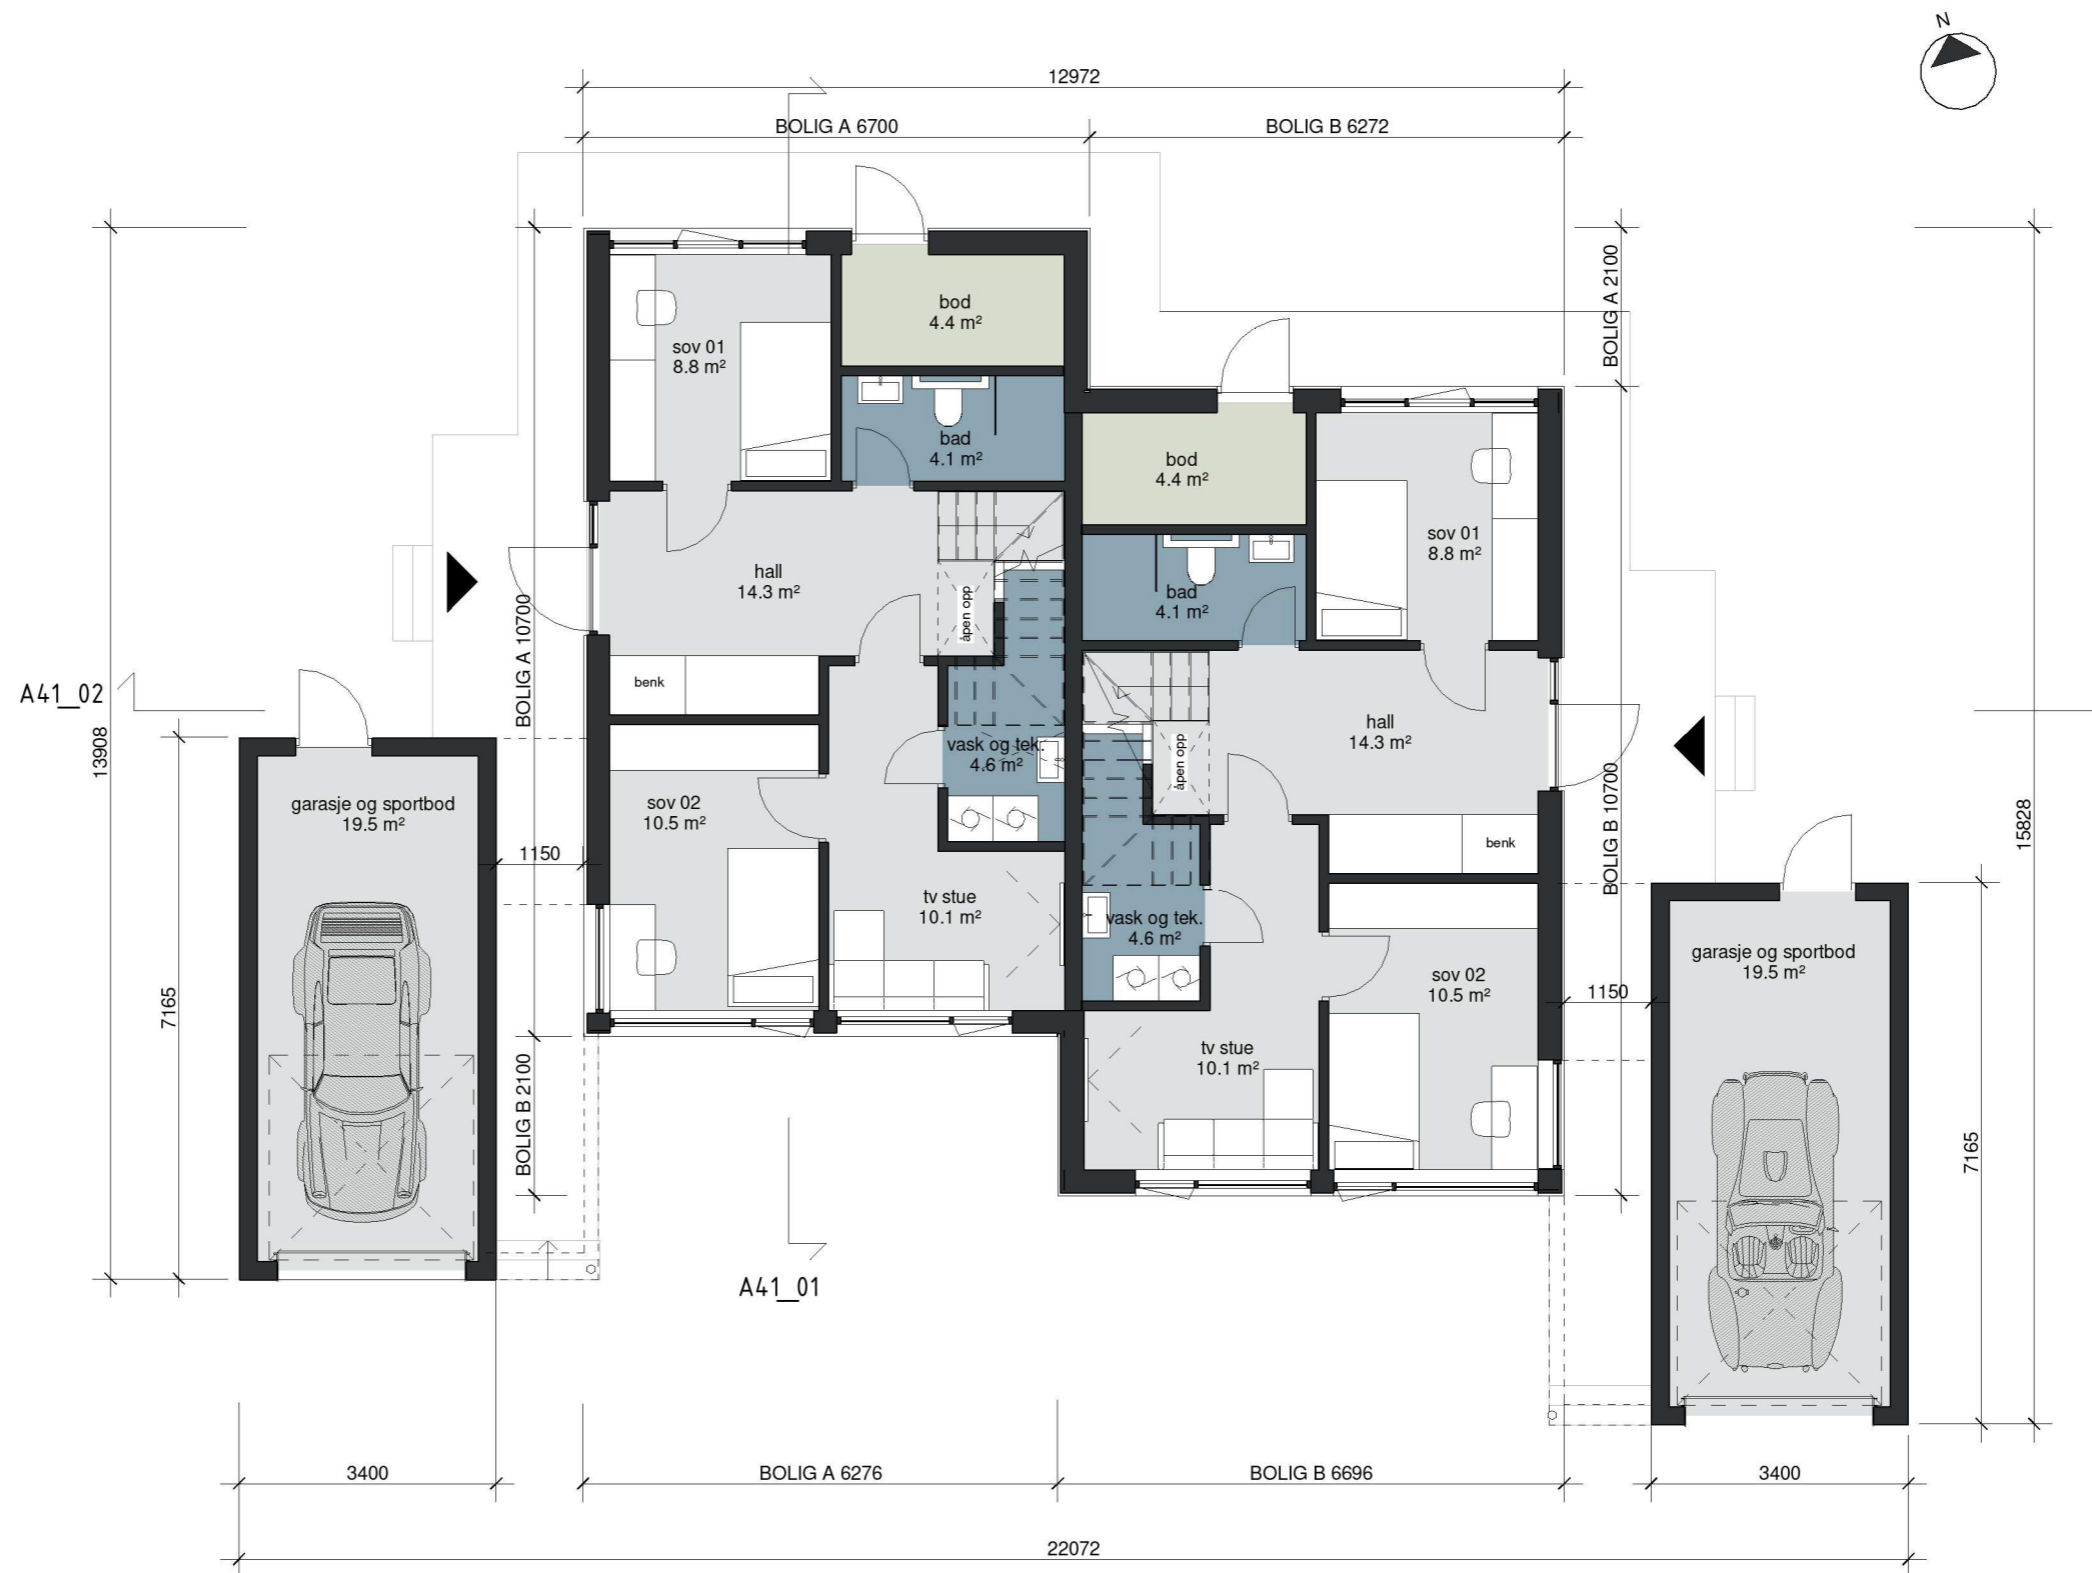 N
12972
BOLIG A 6700
BOLIG B 6272
BOLIG A 2100
bod
4.4 m²
sov 01
8.8 m²
bad
4.1 m²
bod
4.4 m²
sov 01
8.8 m²
hall
14.3 m²
åpen opp
bad
4.1 m²
BOLIG A 10700
benk
A41_02
13908
hall
14.3 m²
åpen opp
vask og tek.
4.6 m²
garasje og sportbod
19.5 m²
sov 02
10.5 m²
BOLIG B 10700
15828
benk
1150
tv stue
10.1 m²
vask og tek.
4.6 m²
garasje og sportbod
19.5 m²
sov 02
10.5 m²
1150
7165
tv stue
10.1 m²
BOLIG B 2100
7165
A41_01
3400
BOLIG A 6276
BOLIG B 6696
3400
22072